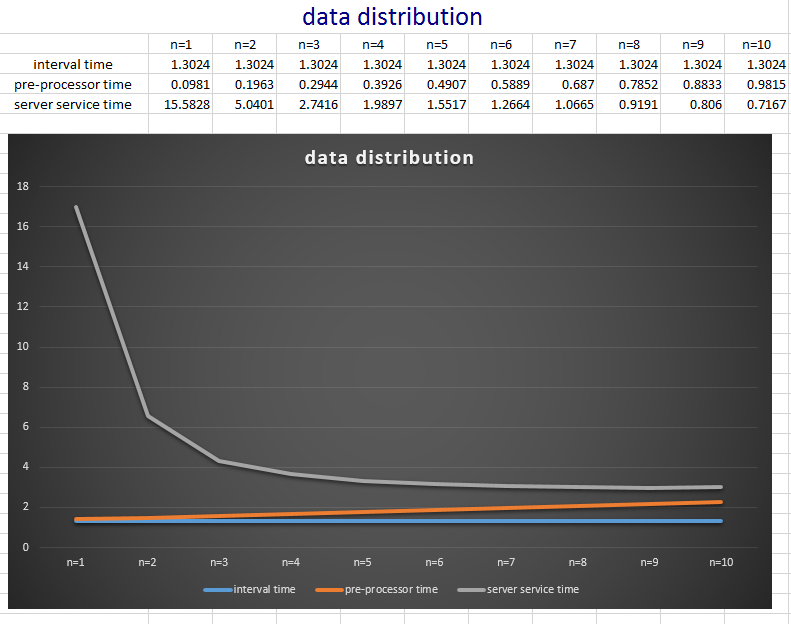 data distribution
n=1 n=2 n=3 n=4 n=5 n=6 n=7 n=8 n=9 n=10
interval time 1.3024 1.3024 1.3024 1.3024 1.3024 1.3024 1.3024 1.3024 1.3024 1.3024
pre-processor time 0.0981 0.1963 0.2944 0.3926 0.4907 0.5889 0.687 0.7852 0.8833 0.9815
server service time 15.5828 5.0401 2.7416 1.9897 1.5517 1.2664 1.0665 0.9191 0.806 0.7167
data distribution
18
16
14
12
10
8
6
4
2
0
n=1 n=2 n=3 n=4 n=5 n=6 n=7 n=8 n=9 n=10
interval time pre-processor time server service time